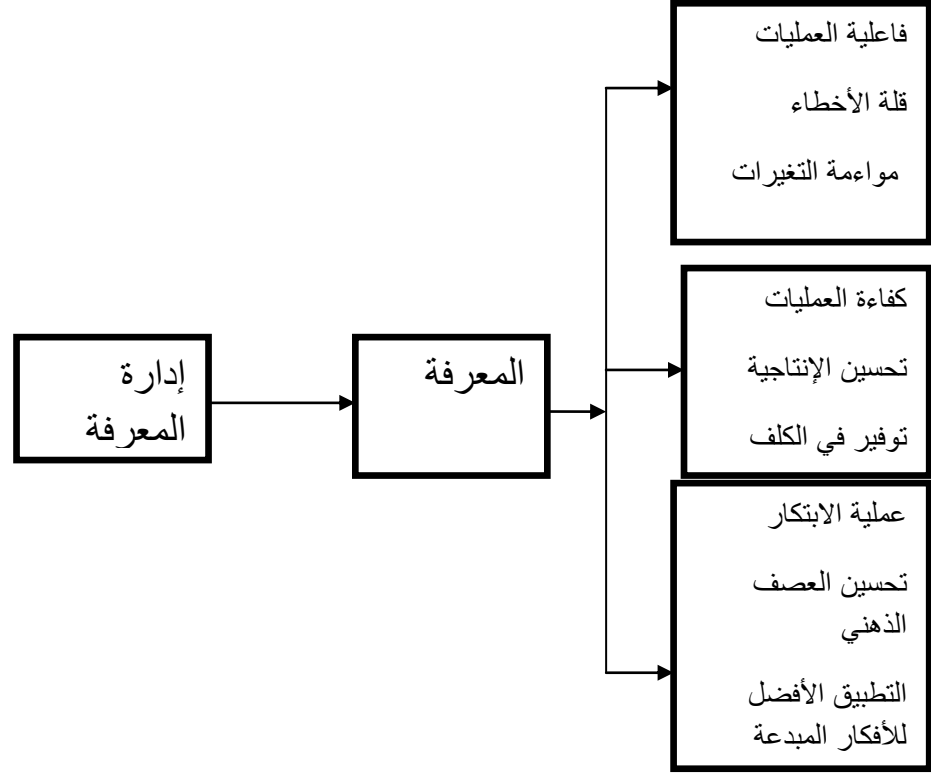 إدارة
المعرفة
المعرفة
فاعلية العمليات
قلة الأخطاء
مواءمة التغيرات
كفاءة العمليات
تحسين الإنتاجية
توفير في الكلف
عملية الابتكار
تحسين العصف
الذهني
التطبيق الأفضل
للأفكار المبدعة